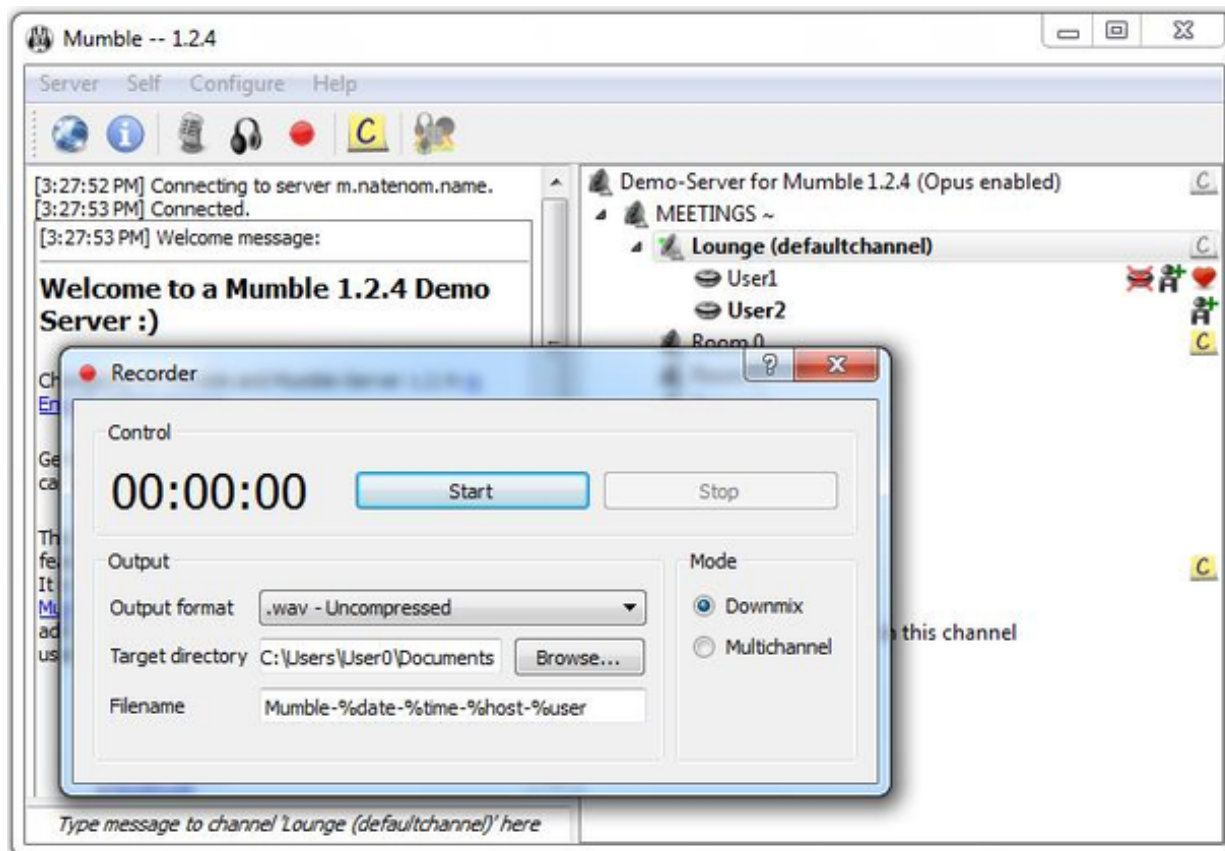 Mumble -- 1.2.4
Server Self Configure Help
C
[3:27:52 PM] Connecting to server m.natenom.name.
[3:27:53 PM] Connected.
[3:27:53 PM] Welcome message:
Welcome to a Mumble 1.2.4 Demo
Server :)
Demo-Server for Mumble 1.2.4 (Opus enabled)
C
MEETINGS ~
Lounge (defaultchannel)
C
User1
User2
Room 0
C
Recorder
?
Control
00:00:00
Start
Stop
Output
Output format
.wav - Uncompressed
Target directory
C:\Users\User0\Documents
Browse...
Filename
Mumble-%date-%time-%host-%user
Mode
Downmix
Multichannel
C
this channel
Type message to channel 'Lounge (defaultchannel)' here